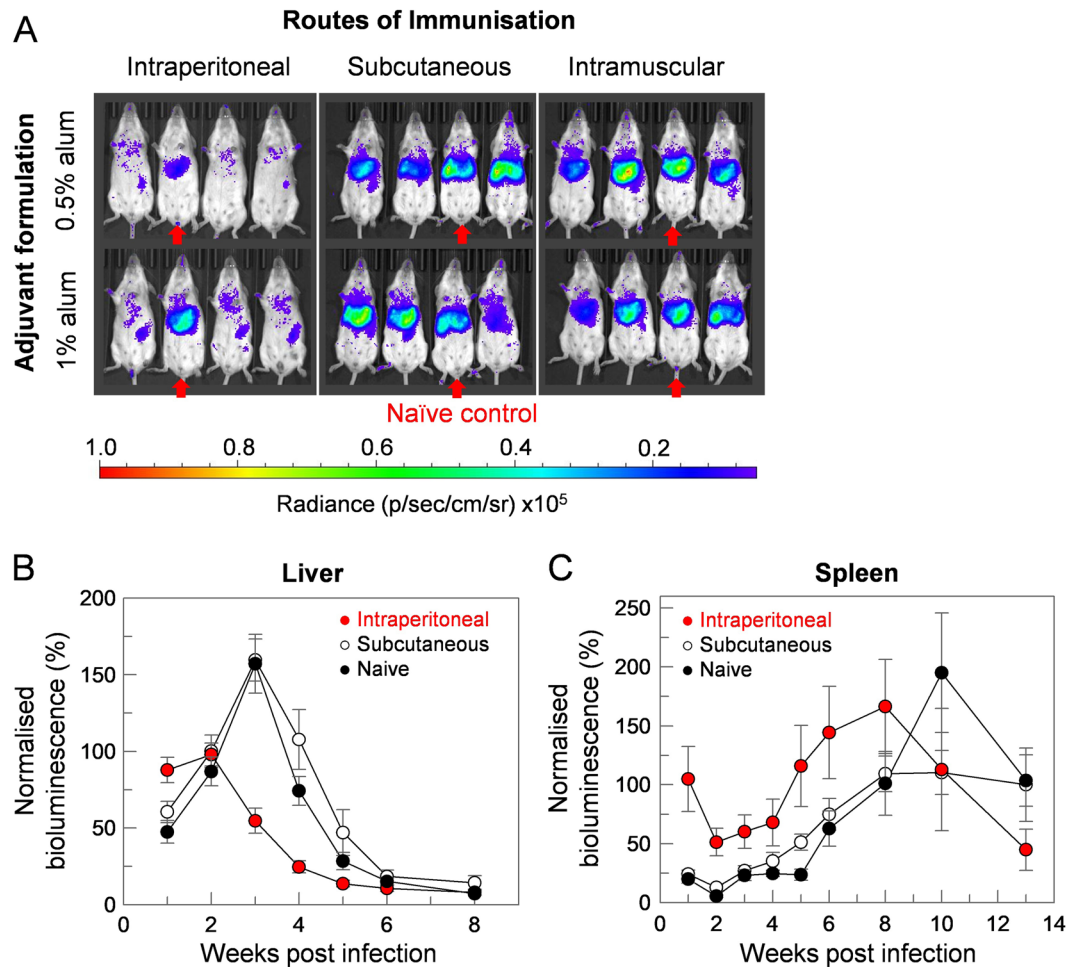 A
Routes of Immunisation
Intraperitoneal Subcutaneous Intramuscular
Adjuvant formulation
0.5% alum
1% alum
Naïve control
1.0 0.8 0.6 0.4 0.2
Radiance (p/sec/cm/sr) x10⁵
B
Liver
Normalised
bioluminescence (%)
200
150
100
50
0
Intraperitoneal
Subcutaneous
Naive
0 2 4 6 8
Weeks post infection
C
Spleen
Normalised
bioluminescence (%)
250
200
150
100
50
0
Intraperitoneal
Subcutaneous
Naive
0 2 4 6 8 10 12 14
Weeks post infection